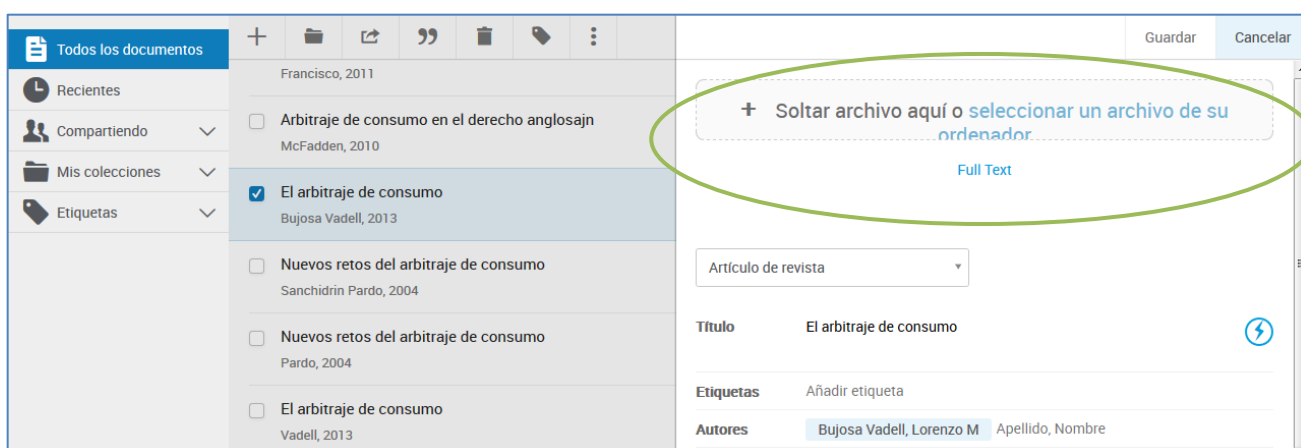 Todos los documentos
Recientes
Compartiendo
Mis colecciones
Etiquetas
Francisco, 2011
Arbitraje de consumo en el derecho anglosajn
McFadden, 2010
El arbitraje de consumo
Bujosa Vadell, 2013
Nuevos retos del arbitraje de consumo
Sanchidrin Pardo, 2004
Nuevos retos del arbitraje de consumo
Pardo, 2004
El arbitraje de consumo
Vadell, 2013
Guardar Cancelar
+ Soltar archivo aquí o seleccionar un archivo de su
ordenador
Full Text
Artículo de revista
Título El arbitraje de consumo
Etiquetas Añadir etiqueta
Autores Bujosa Vadell, Lorenzo M Apellido, Nombre